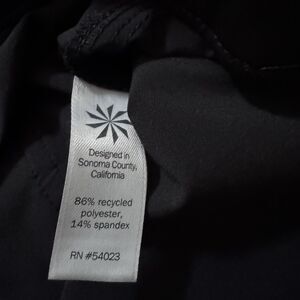 Designed in
Sonoma County,
California
86% recycled
polyester,
14% spandex
RN #54023